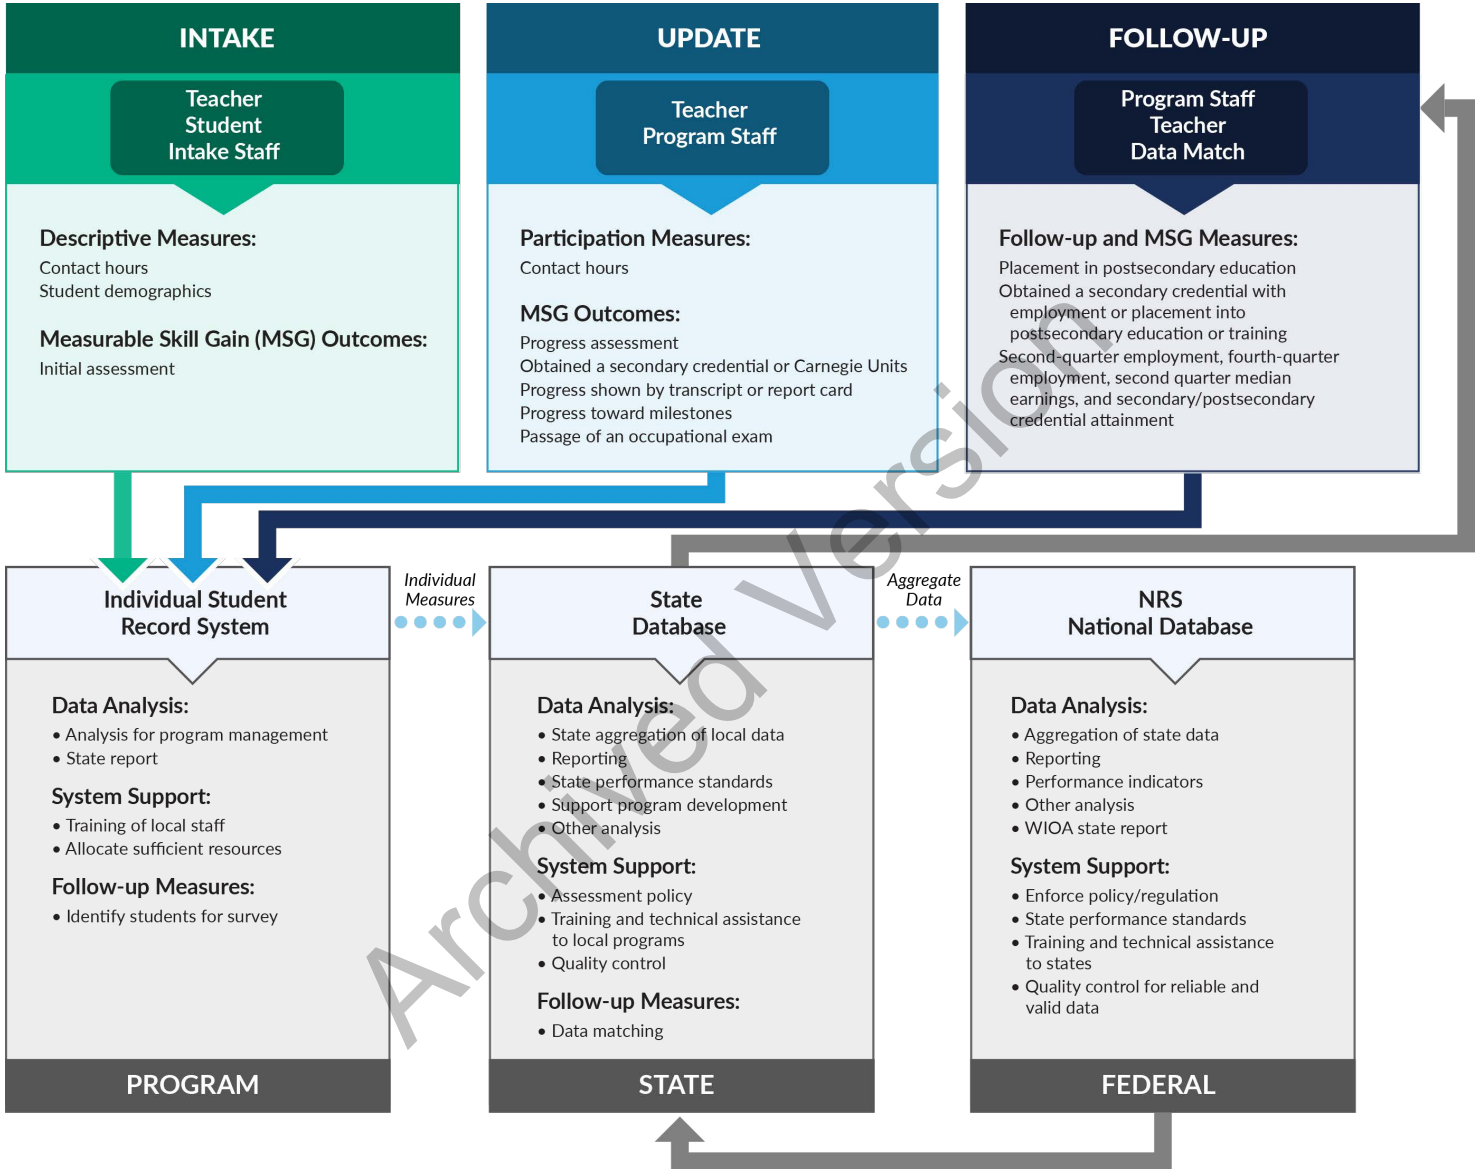 INTAKE
Teacher
Student
Intake Staff
Descriptive Measures:
Contact hours
Student demographics
Measurable Skill Gain (MSG) Outcomes:
Initial assessment
UPDATE
Teacher
Program Staff
Participation Measures:
Contact hours
MSG Outcomes:
Progress assessment
Obtained a secondary credential or Carnegie Units
Progress shown by transcript or report card
Progress toward milestones
Passage of an occupational exam
FOLLOW-UP
Program Staff
Teacher
Data Match
Follow-up and MSG Measures:
Placement in postsecondary education
Obtained a secondary credential with
employment or placement into
postsecondary education or training
Second-quarter employment, fourth-quarter
employment, second quarter median
earnings, and secondary/postsecondary
credential attainment
Individual Student
Record System
Data Analysis:
• Analysis for program management
• State report
System Support:
• Training of local staff
• Allocate sufficient resources
Follow-up Measures:
• Identify students for survey
PROGRAM
Individual
Measures
State
Database
Data Analysis:
• State aggregation of local data
• Reporting
• State performance standards
• Support program development
• Other analysis
System Support:
• Assessment policy
• Training and technical assistance
to local programs
• Quality control
Follow-up Measures:
• Data matching
STATE
Aggregate
Data
NRS
National Database
Data Analysis:
• Aggregation of state data
• Reporting
• Performance indicators
• Other analysis
• WIOA state report
System Support:
• Enforce policy/regulation
• State performance standards
• Training and technical assistance
to states
• Quality control for reliable and
valid data
FEDERAL
Archived Version